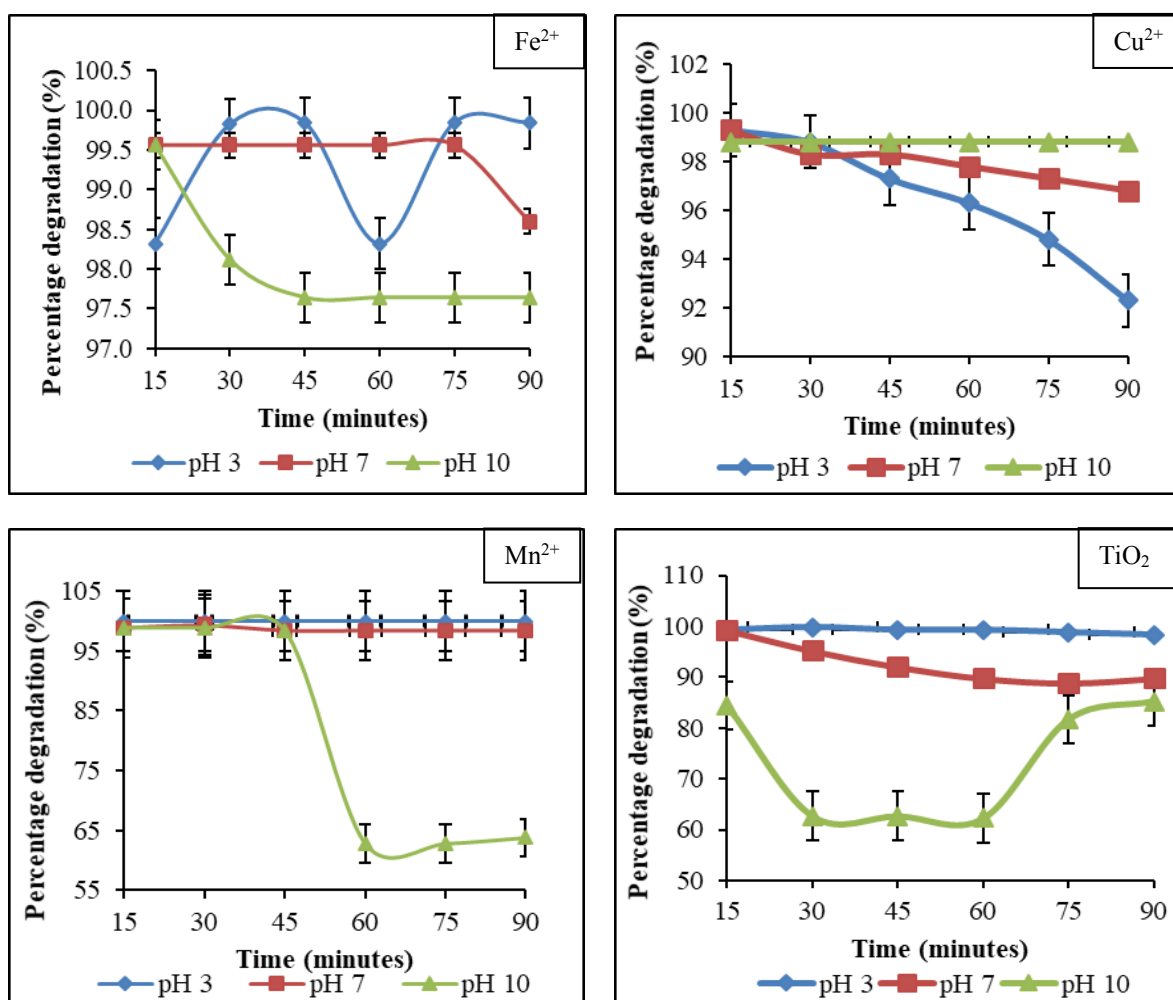 Fe²⁺
Percentage degradation (%)
100.5
100.0
99.5
99.0
98.5
98.0
97.5
97.0
15 30 45 60 75 90
Time (minutes)
pH 3 pH 7 pH 10
Cu²⁺
Percentage degradation (%)
102
100
98
96
94
92
90
15 30 45 60 75 90
Time (minutes)
pH 3 pH 7 pH 10
Mn²⁺
Percentage degradation (%)
105
95
85
75
65
55
15 30 45 60 75 90
Time (minutes)
pH 3 pH 7 pH 10
TiO₂
Percentage degradation (%)
110
100
90
80
70
60
50
15 30 45 60 75 90
Time (minutes)
pH 3 pH 7 pH 10